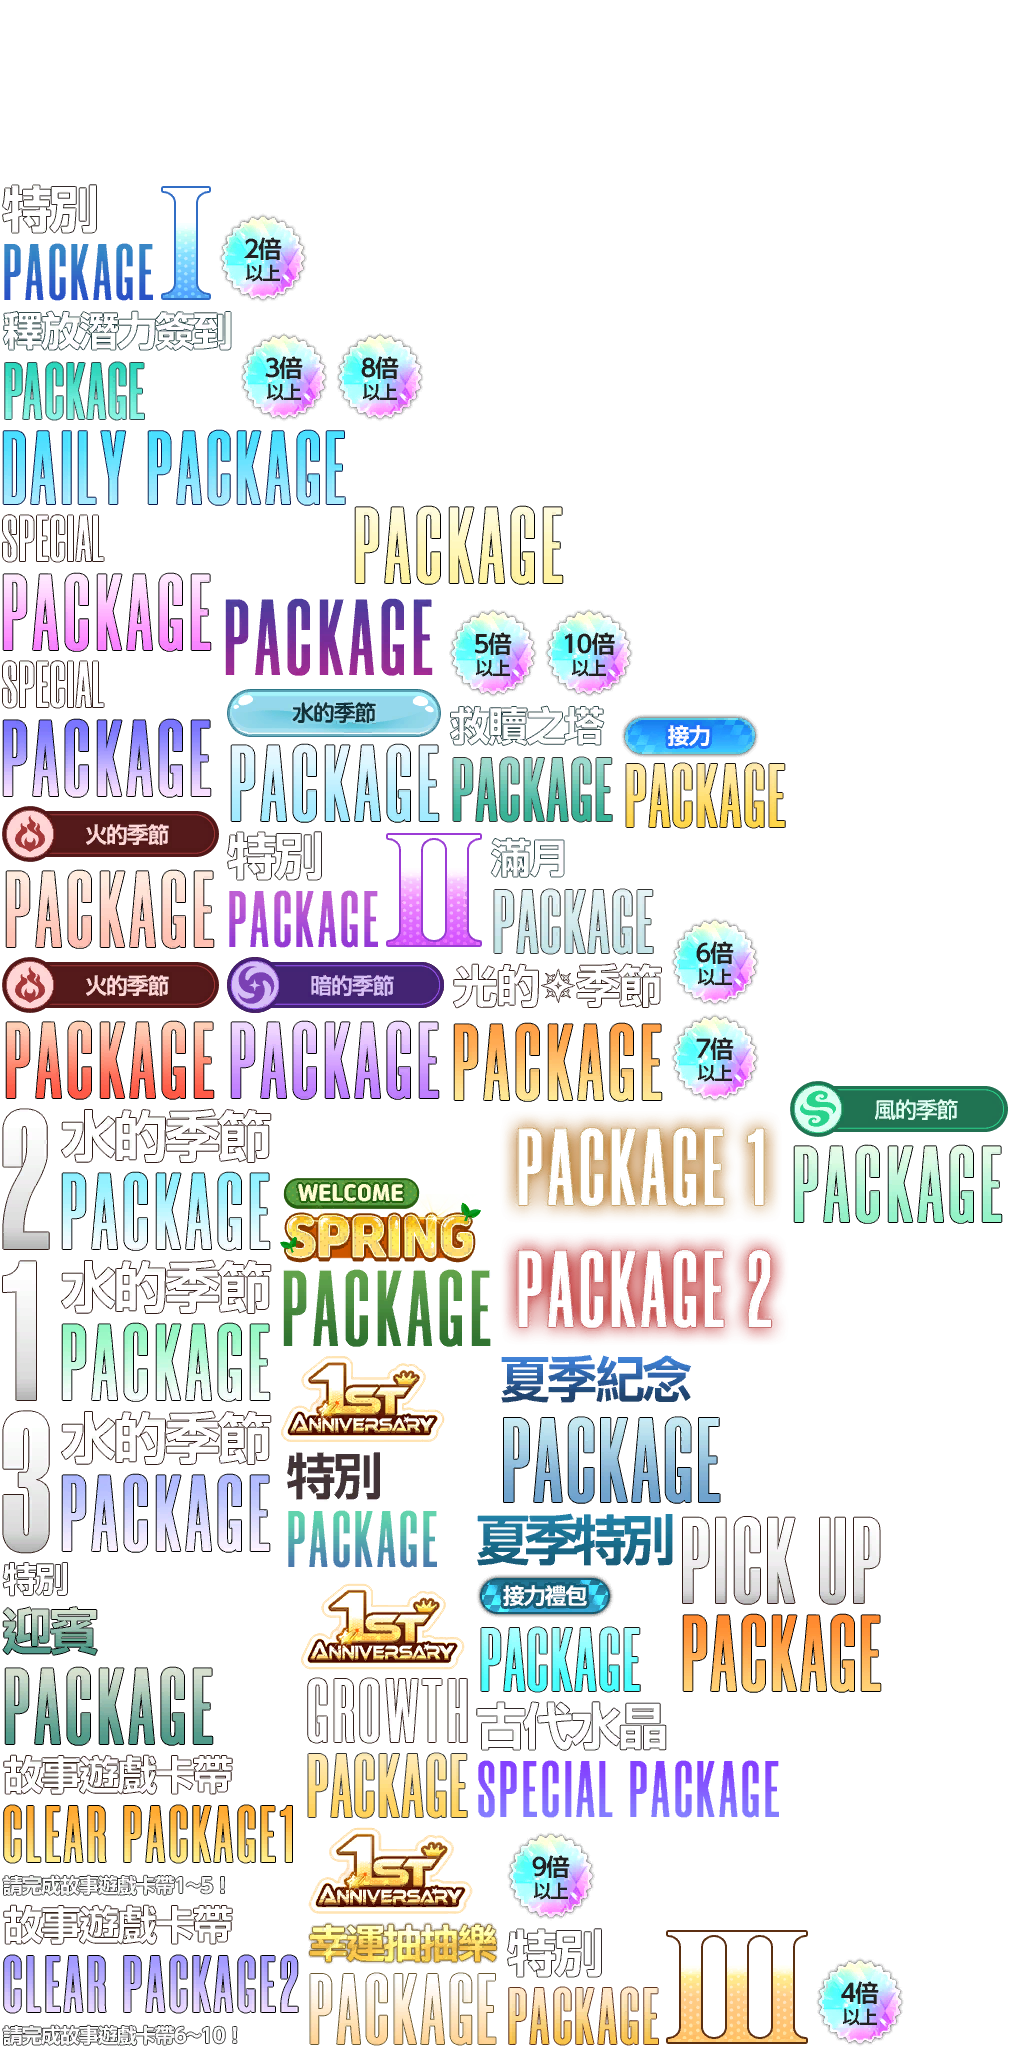 特別
PACKAGE I
2倍
以上
釋放潛力簽到
PACKAGE
3倍
以上
8倍
以上
DAILY PACKAGE
SPECIAL
PACKAGE
PACKAGE
PACKAGE
5倍
以上
10倍
以上
SPECIAL
PACKAGE
水的季節
PACKAGE
救贖之塔
PACKAGE
接力
PACKAGE
火的季節
PACKAGE
特別
PACKAGE II
滿月
PACKAGE
6倍
以上
火的季節
PACKAGE
暗的季節
PACKAGE
光的季節
PACKAGE
7倍
以上
2 水的季節
PACKAGE
WELCOME
SPRING
PACKAGE
PACKAGE 1
PACKAGE 2
風的季節
PACKAGE
1 水的季節
PACKAGE
3 水的季節
PACKAGE
1ST
ANNIVERSARY
特別
PACKAGE
夏季紀念
PACKAGE
特別
迎賓
PACKAGE
1ST
ANNIVERSARY
GROWTH
PACKAGE
夏季特別
接力禮包
PACKAGE
PICK UP
PACKAGE
古代水晶
SPECIAL PACKAGE
故事遊戲卡帶
CLEAR PACKAGE1
請完成故事遊戲卡帶1~5！
故事遊戲卡帶
CLEAR PACKAGE2
請完成故事遊戲卡帶6~10！
1ST
ANNIVERSARY
幸運抽抽樂
PACKAGE
9倍
以上
特別
PACKAGE III
4倍
以上